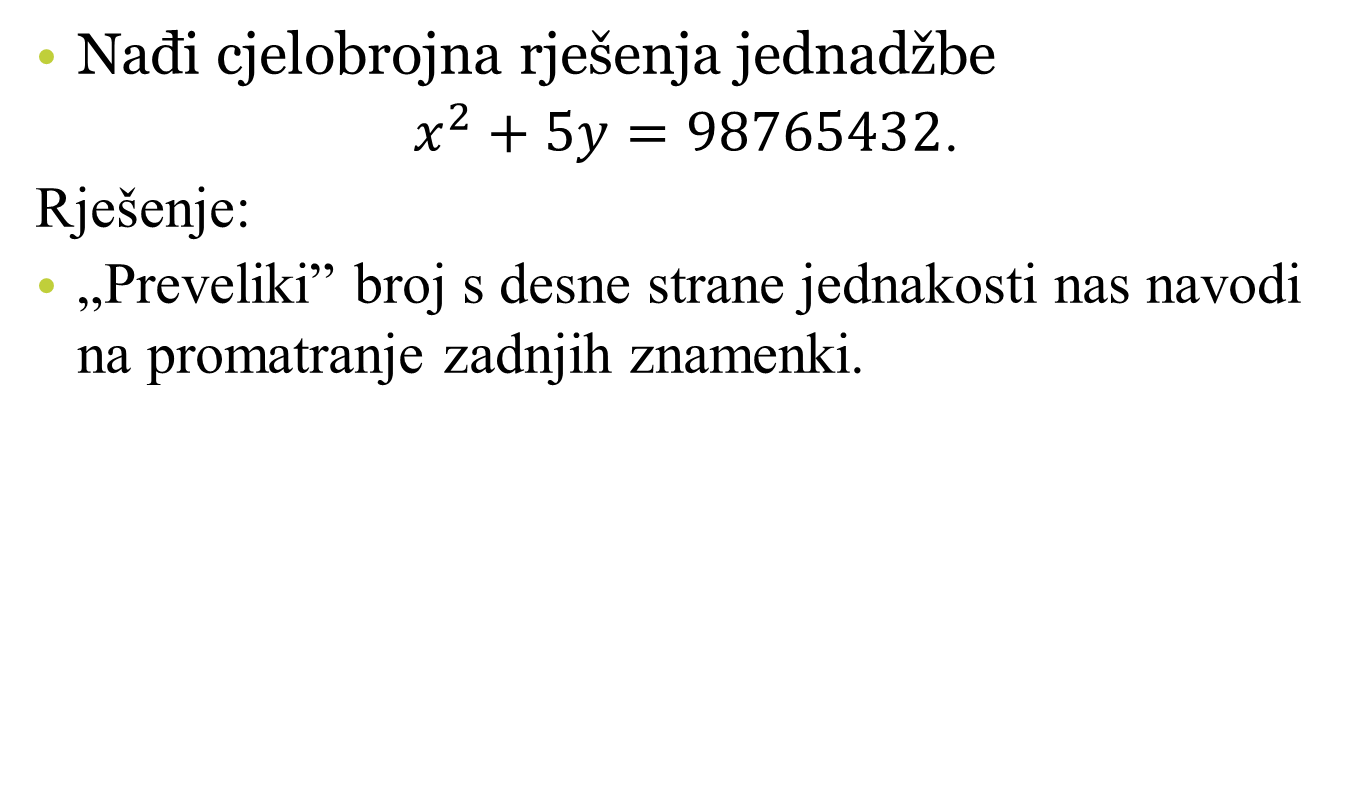 • Nađi cjelobrojna rješenja jednadžbe
x² + 5y = 98765432.
Rješenje:
• „Preveliki” broj s desne strane jednakosti nas navodi
na promatranje zadnjih znamenki.